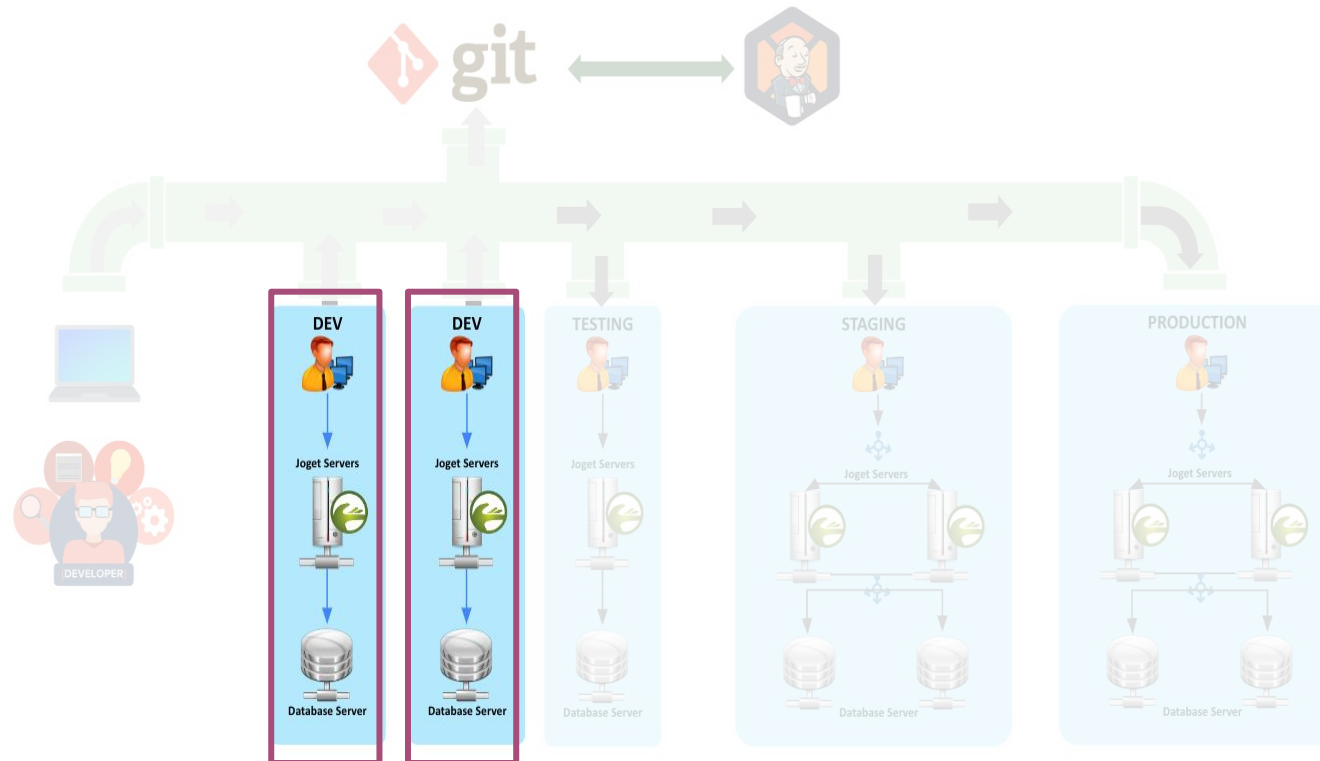 git
DEV
DEV
TESTING
STAGING
PRODUCTION
Joget Servers
Joget Servers
Joget Servers
Joget Servers
Joget Servers
DEVELOPER
Database Server
Database Server
Database Server
Database Server
Database Server